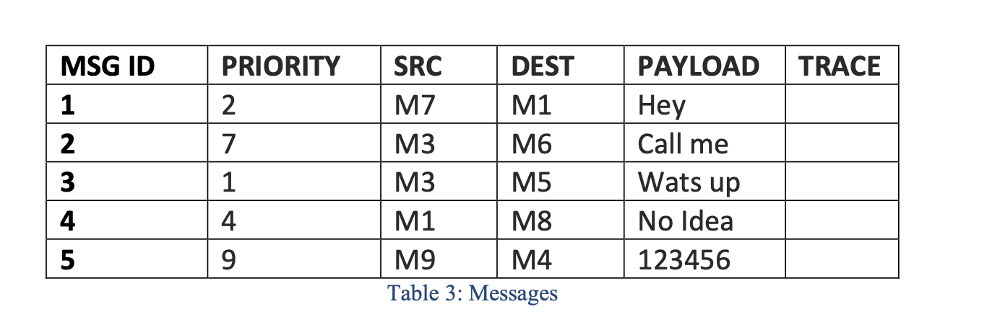 MSG ID PRIORITY SRC DEST PAYLOAD TRACE
1 2 M7 M1 Hey
2 7 M3 M6 Call me
3 1 M3 M5 Wats up
4 4 M1 M8 No Idea
5 9 M9 M4 123456
Table 3: Messages